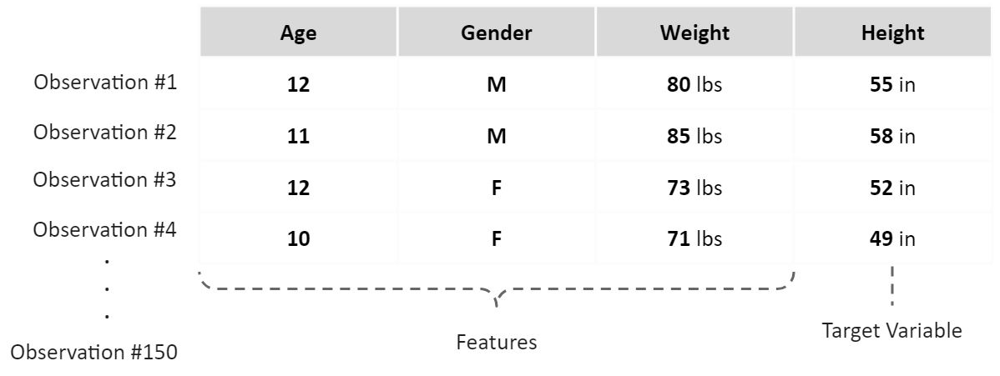 Age Gender Weight Height
Observation #1 12 M 80 lbs 55 in
Observation #2 11 M 85 lbs 58 in
Observation #3 12 F 73 lbs 52 in
Observation #4 10 F 71 lbs 49 in
.
.
.
Observation #150
Features
Target Variable